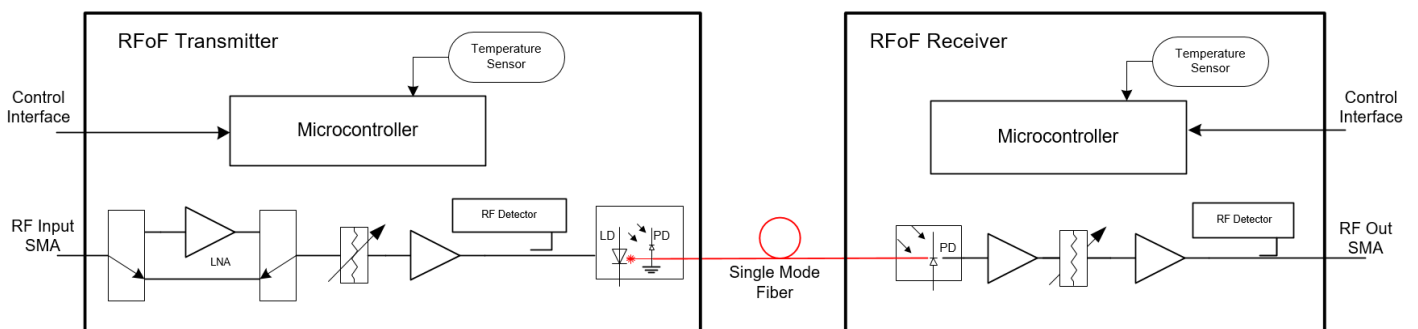 RFoF Transmitter
Temperature
Sensor
Control
Interface
Microcontroller
RF Input
SMA
LNA
RF Detector
LD
PD
Single Mode
Fiber
RFoF Receiver
Temperature
Sensor
Microcontroller
Control
Interface
PD
RF Detector
RF Out
SMA